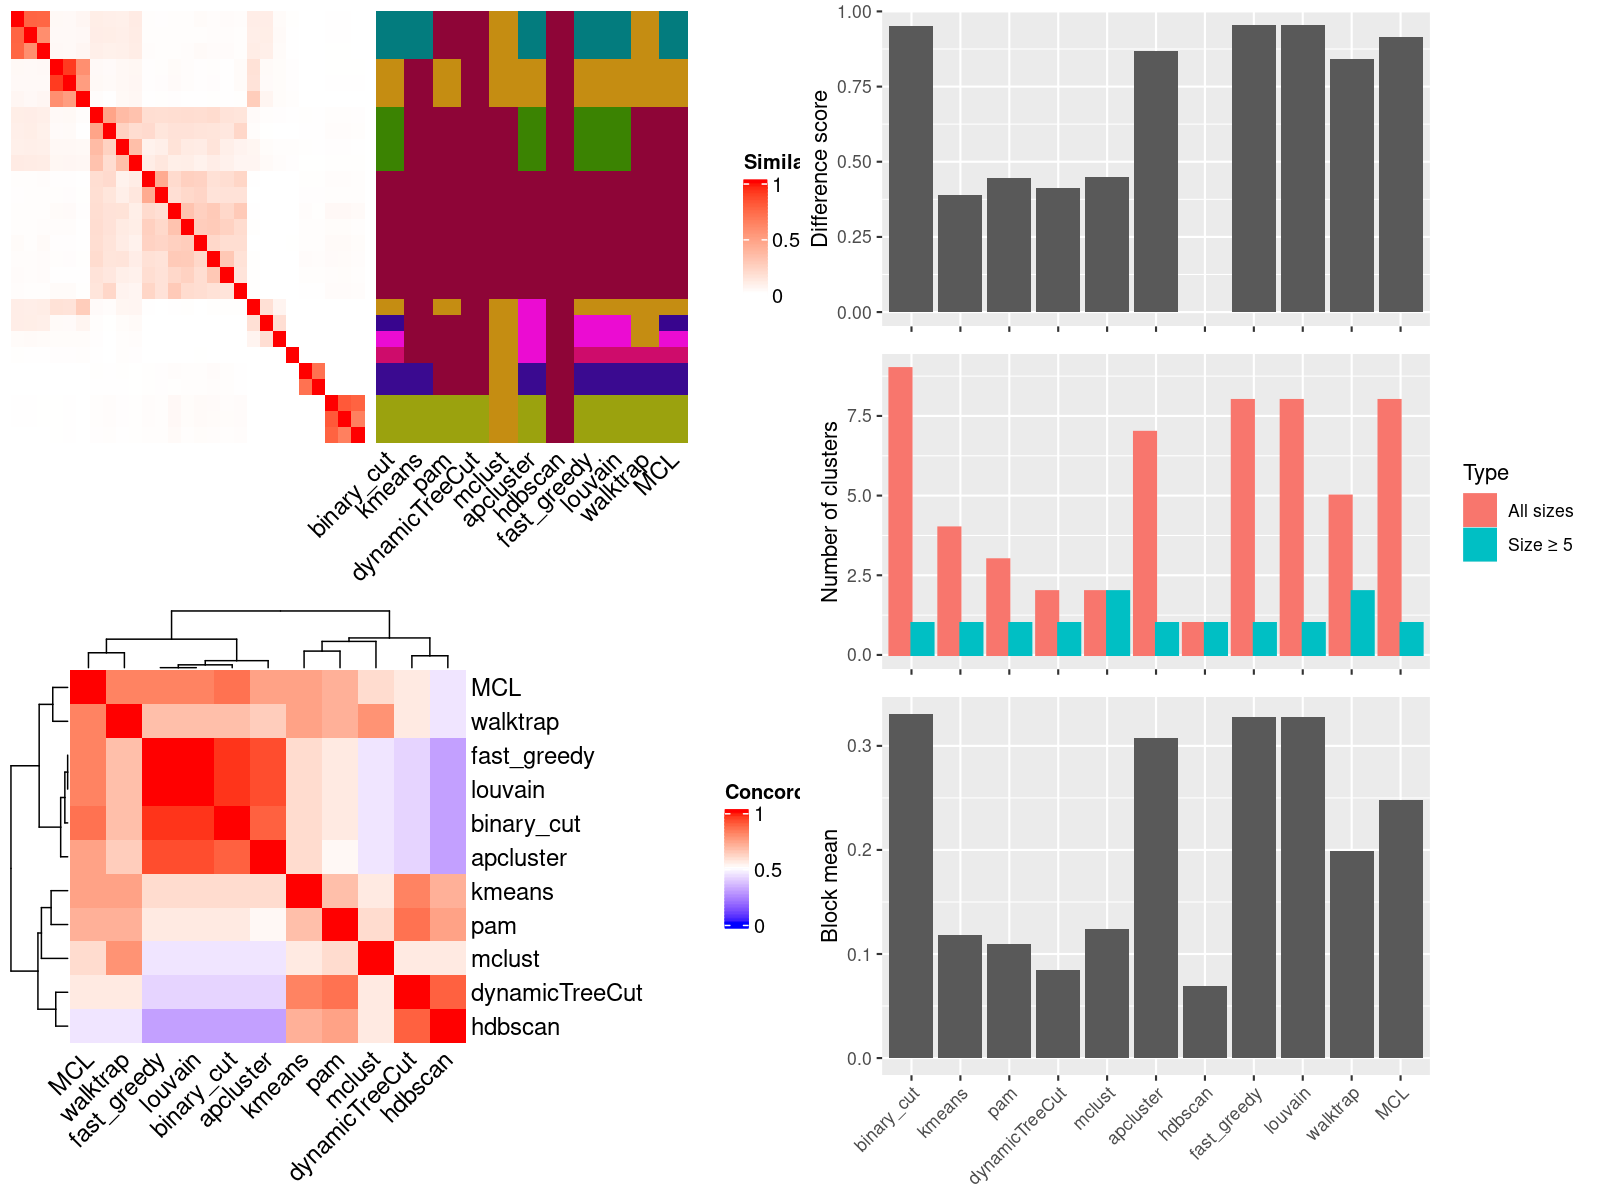 Simila
1
0.5
0
binary_cut
kmeans
pam
dynamicTreeCut
mclust
apcluster
hdbscan
fast_greedy
louvain
walktrap
MCL
MCL
walktrap
fast_greedy
louvain
binary_cut
apcluster
kmeans
pam
mclust
dynamicTreeCut
hdbscan
Concord
1
0.5
0
MCL
walktrap
fast_greedy
louvain
binary_cut
apcluster
kmeans
pam
mclust
dynamicTreeCut
hdbscan
Difference score
1.00
0.75
0.50
0.25
0.00
Number of clusters
7.5
5.0
2.5
0.0
Type
All sizes
Size ≥ 5
Block mean
0.3
0.2
0.1
0.0
binary_cut
kmeans
pam
dynamicTreeCut
mclust
apcluster
hdbscan
fast_greedy
louvain
walktrap
MCL